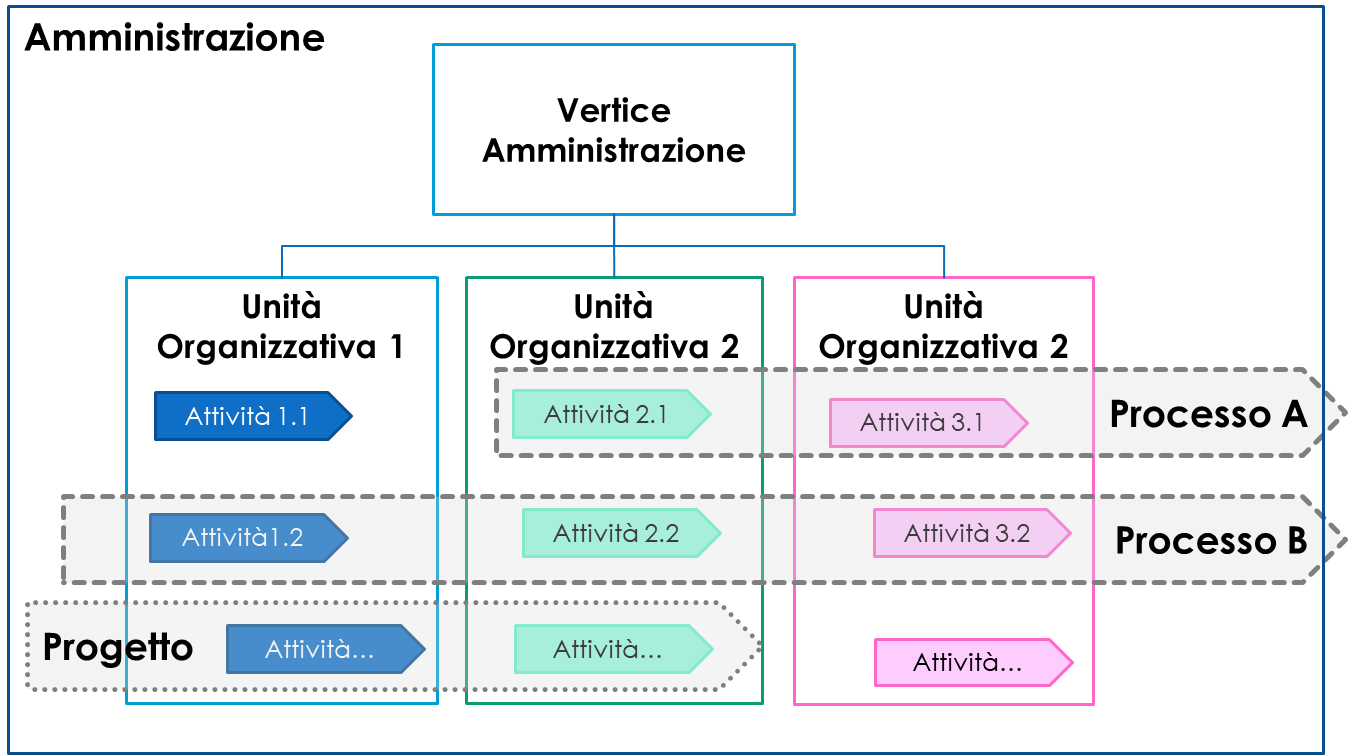 Amministrazione
Vertice
Amministrazione
Unità
Organizzativa 1
Unità
Organizzativa 2
Unità
Organizzativa 2
Attività 1.1
Attività 2.1
Attività 3.1
Processo A
Attività1.2
Attività 2.2
Attività 3.2
Processo B
Progetto
Attività...
Attività...
Attività...